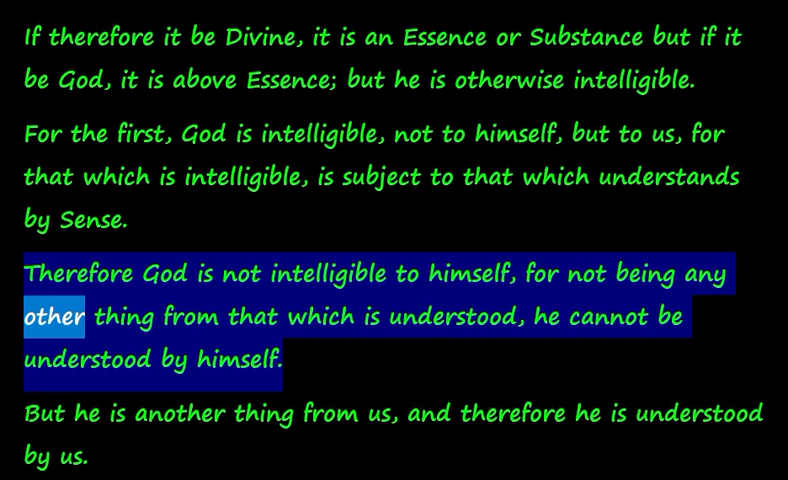 If therefore it be Divine, it is an Essence or Substance but if it
be God, it is above Essence; but he is otherwise intelligible.
For the first, God is intelligible, not to himself, but to us, for
that which is intelligible, is subject to that which understands
by Sense.
Therefore God is not intelligible to himself, for not being any
other thing from that which is understood, he cannot be
understood by himself.
But he is another thing from us, and therefore he is understood
by us.